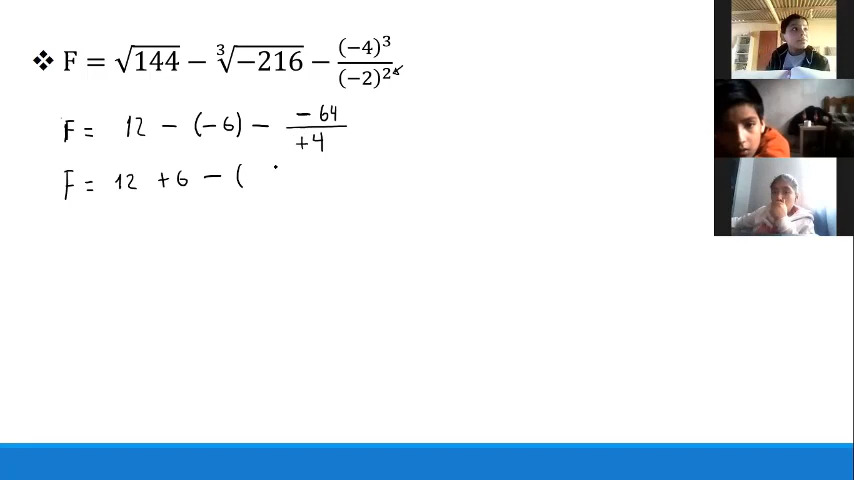 ❖ F = √144 − ∛−216 − (−4)³/(−2)²
F = 12 − (−6) − −64/+4
F = 12 + 6 − (